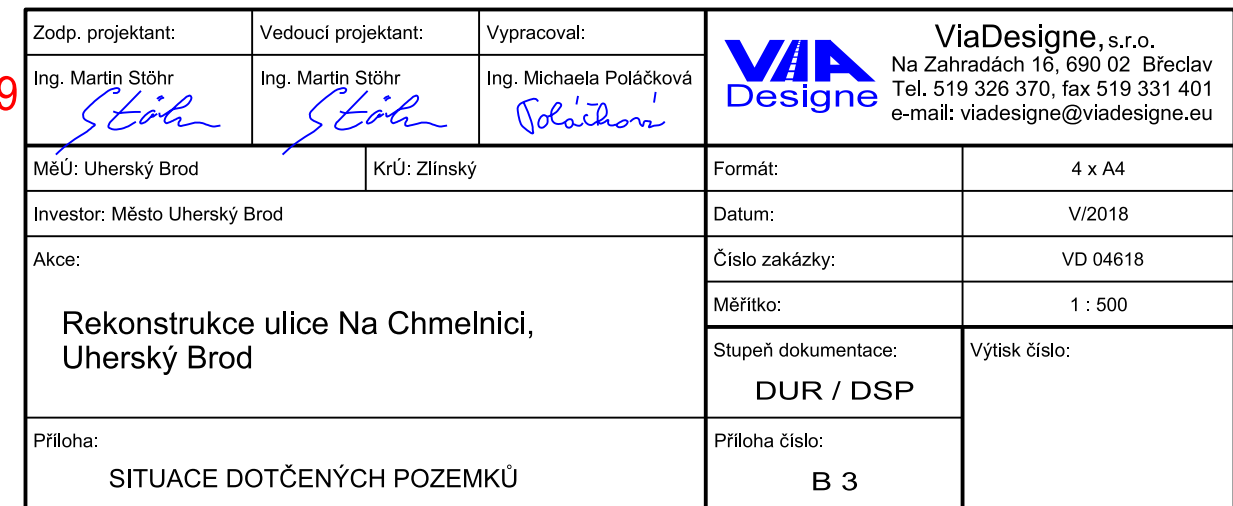 Zodp. projektant:
Vedoucí projektant:
Vypracoval:
Ing. Martin Stöhr
Ing. Martin Stöhr
Ing. Michaela Poláčková
Stöhr
Stöhr
Poláčková
9
VIA
Designe
ViaDesigne, s.r.o.
Na Zahradách 16, 690 02 Břeclav
Tel. 519 326 370, fax 519 331 401
e-mail: viadesigne@viadesigne.eu
MěÚ: Uherský Brod
KrÚ: Zlínský
Formát:
4 x A4
Investor: Město Uherský Brod
Datum:
V/2018
Akce:
Rekonstrukce ulice Na Chmelnici,
Uherský Brod
Číslo zakázky:
VD 04618
Měřítko:
1 : 500
Stupeň dokumentace:
DUR / DSP
Výtisk číslo:
Příloha:
SITUACE DOTČENÝCH POZEMKŮ
Příloha číslo:
B 3